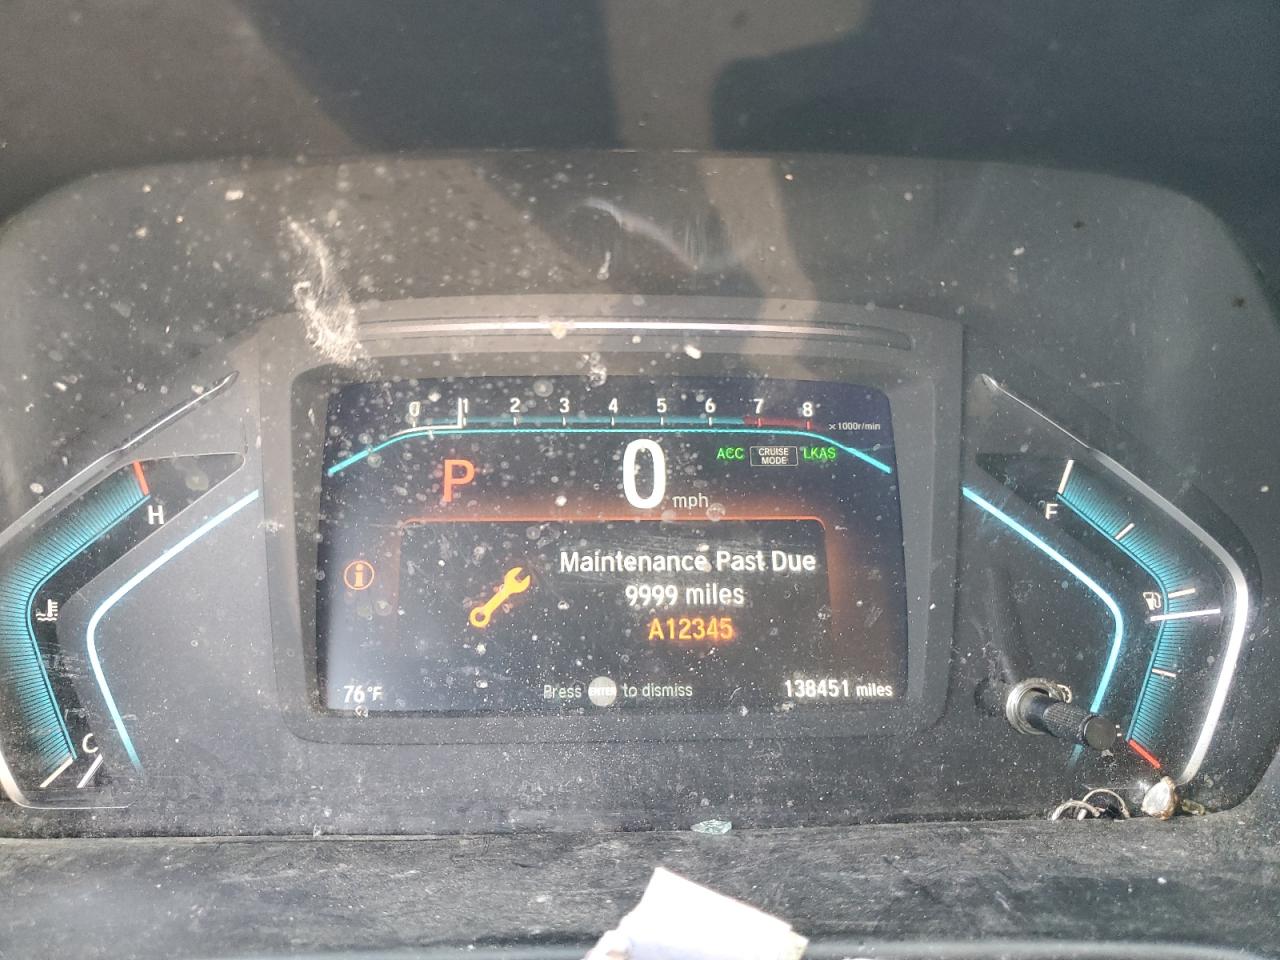 0 1 2 3 4 5 6 7 8
x1000r/min
P 0 mph
ACC CRUISE MODE LKAS
H
C
F
Maintenance Past Due
9999 miles
A12345
76°F
Press ENTER to dismiss
138451 miles